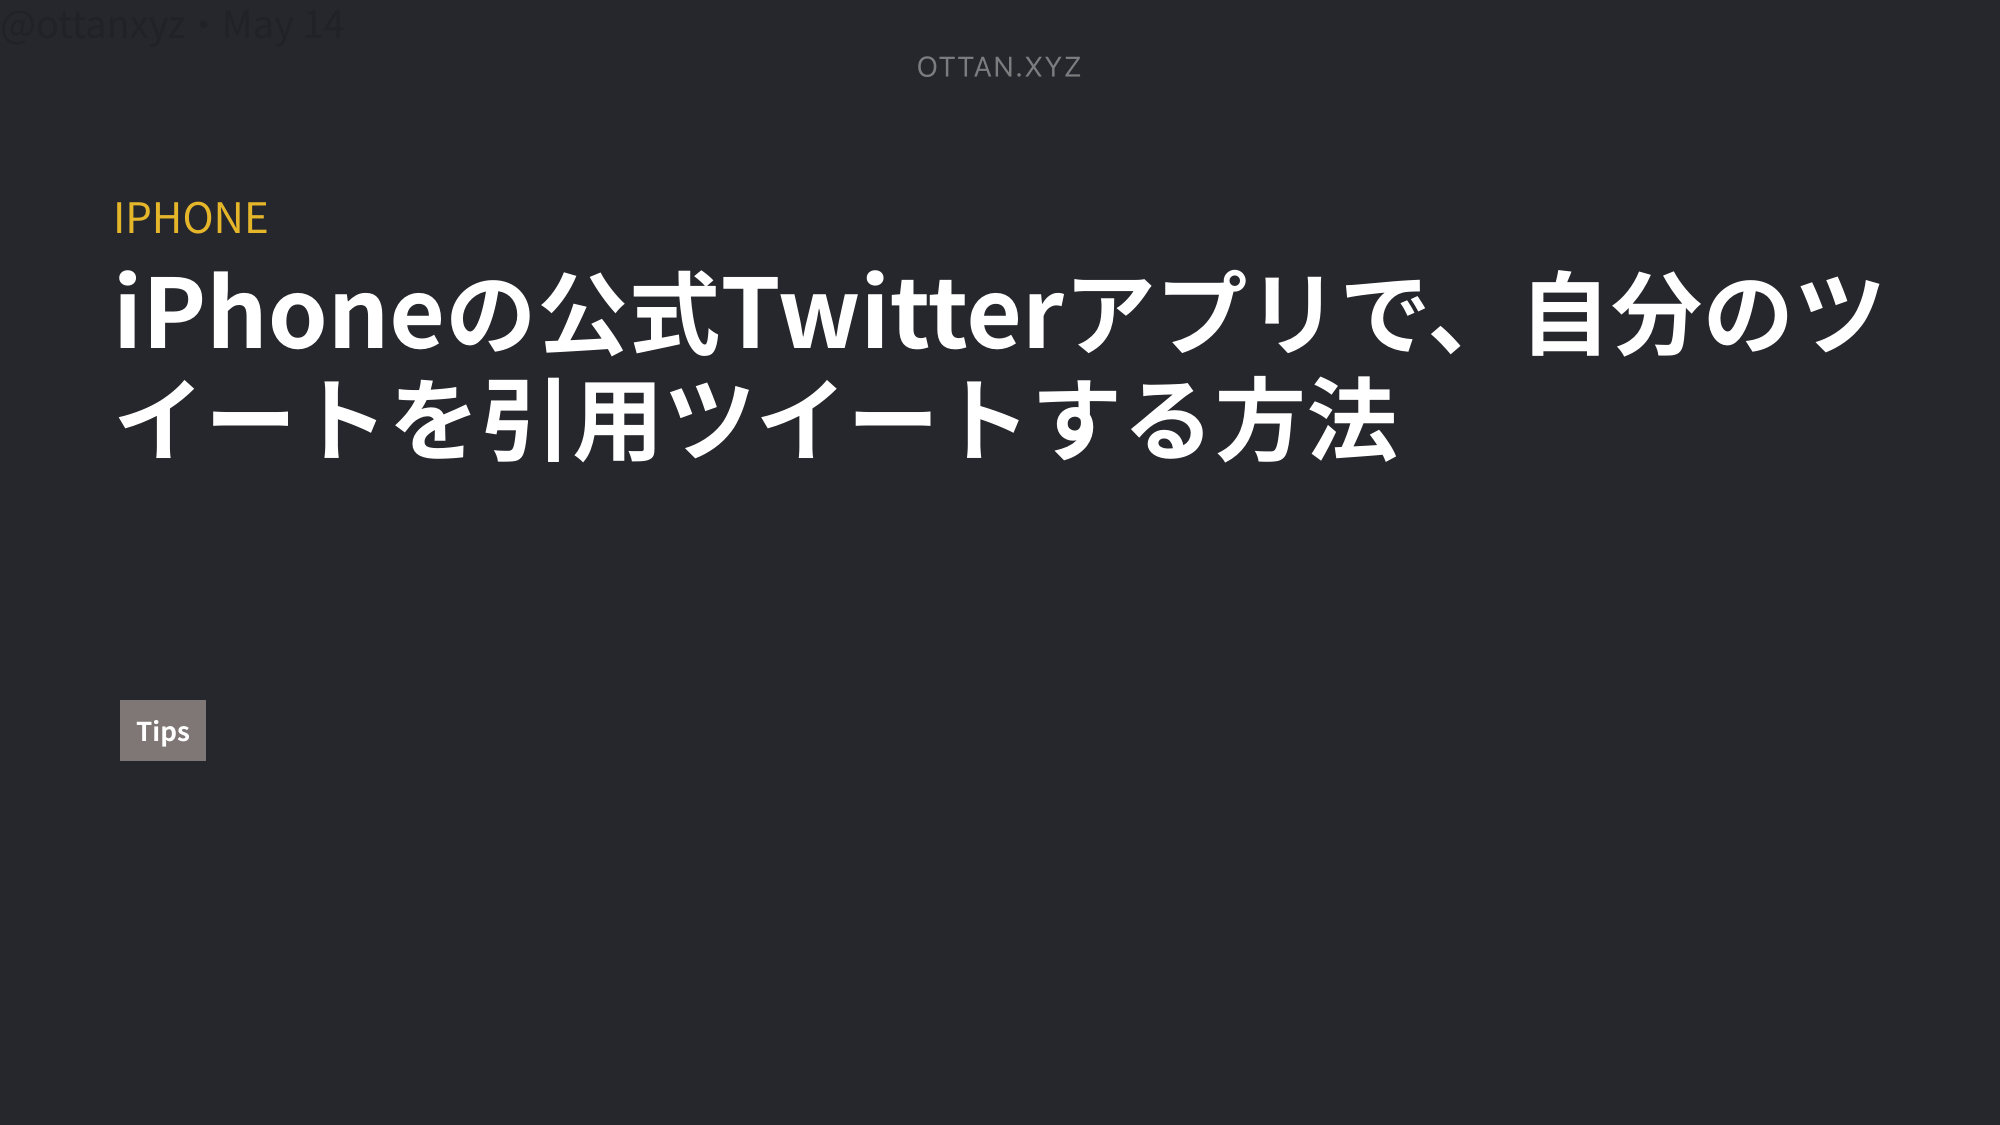 @ottanxyz・May 14
OTTAN.XYZ
IPHONE
iPhoneの公式Twitterアプリで、自分のツ
イートを引用ツイートする方法
Tips